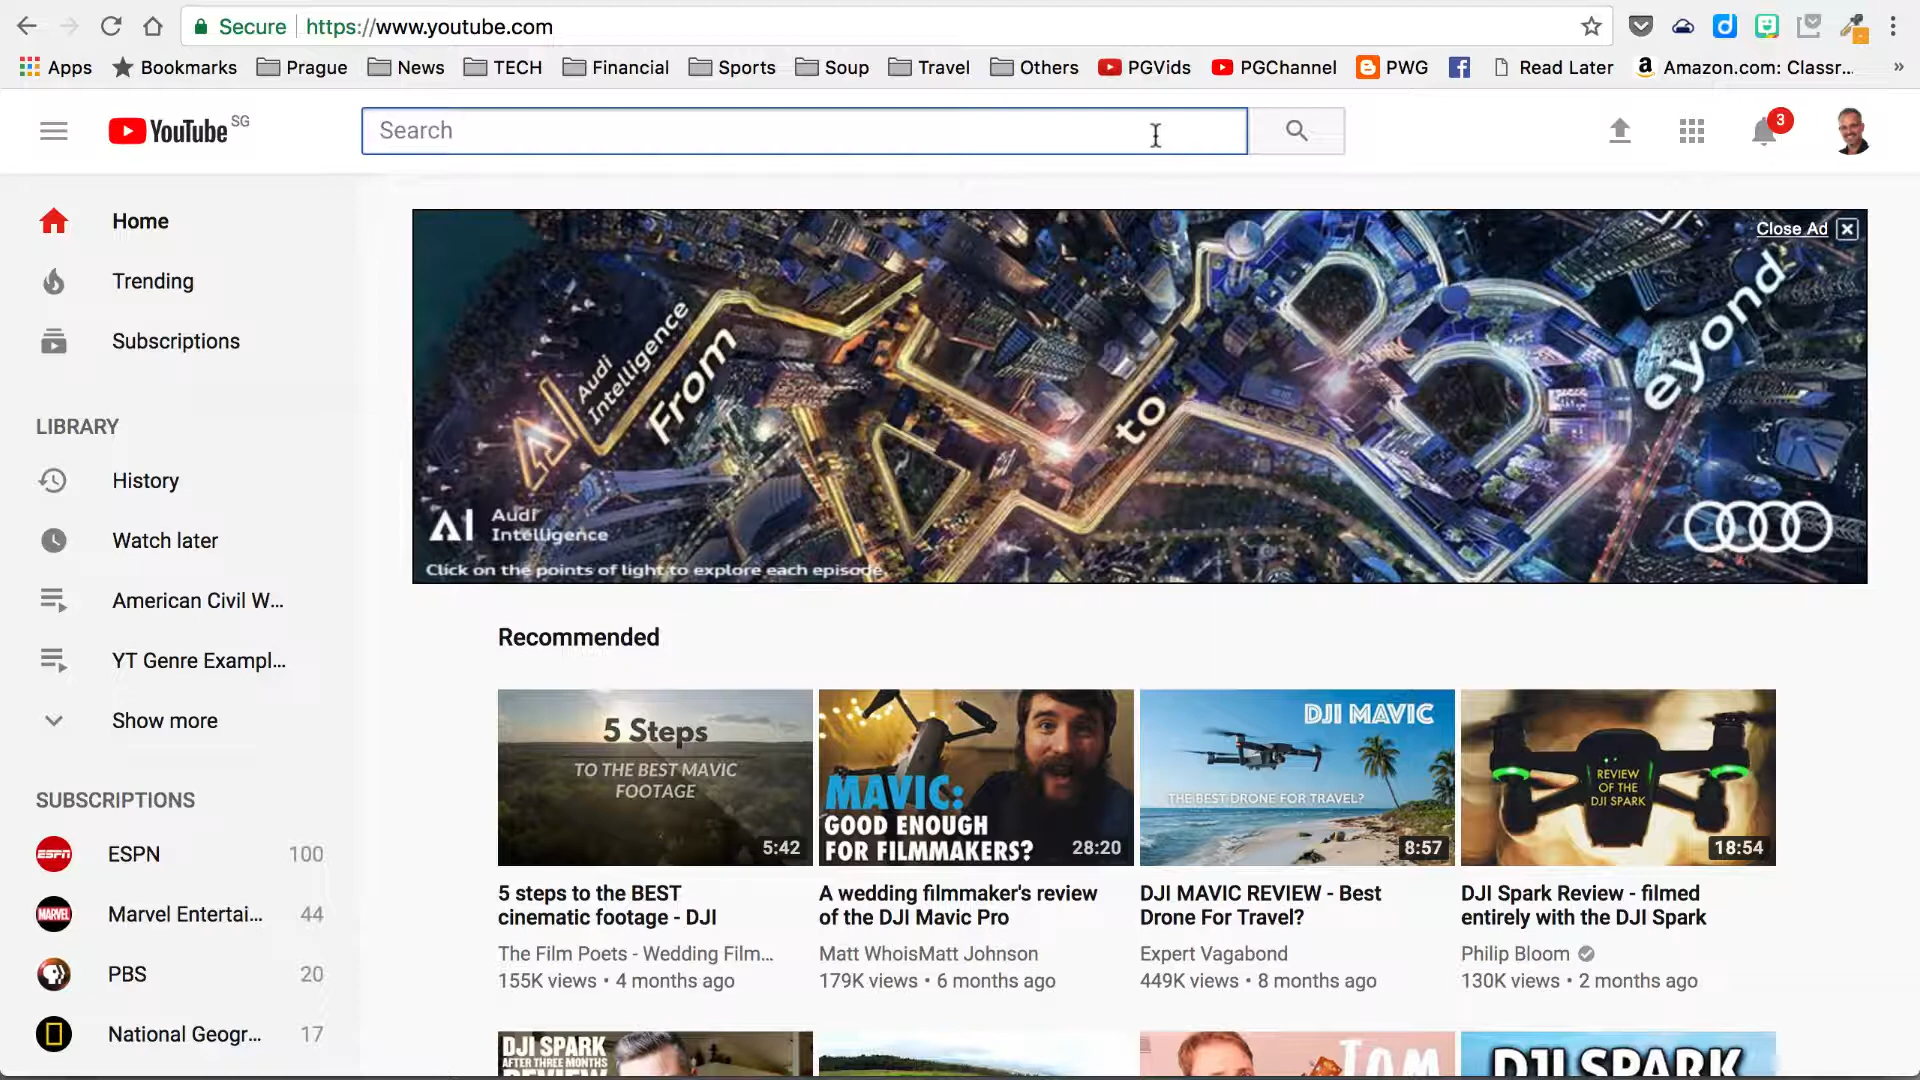 Secure https://www.youtube.com
Apps Bookmarks Prague News TECH Financial Sports Soup Travel Others PGVids PGChannel PWG Read Later Amazon.com: Classr... »
YouTube SG
Search
3
Home
Trending
Subscriptions
LIBRARY
History
Watch later
American Civil W...
YT Genre Exampl...
Show more
SUBSCRIPTIONS
ESPN 100
MARVEL Marvel Entertai... 44
PBS 20
National Geogr... 17
Close Ad
Audi
Intelligence
From
to
eyond
AI Audi
Intelligence
Click on the points of light to explore each episode.
Recommended
5 Steps
TO THE BEST MAVIC
FOOTAGE
5:42
5 steps to the BEST
cinematic footage - DJI
The Film Poets - Wedding Film...
155K views • 4 months ago
MAVIC:
GOOD ENOUGH
FOR FILMMAKERS?
28:20
A wedding filmmaker's review
of the DJI Mavic Pro
Matt WhoisMatt Johnson
179K views • 6 months ago
DJI MAVIC
THE BEST DRONE FOR TRAVEL?
8:57
DJI MAVIC REVIEW - Best
Drone For Travel?
Expert Vagabond
449K views • 8 months ago
REVIEW
OF THE
DJI SPARK
18:54
DJI Spark Review - filmed
entirely with the DJI Spark
Philip Bloom
130K views • 2 months ago
DJI SPARK
AFTER THREE MONTHS
REVIEW
TOM
DJI SPARK